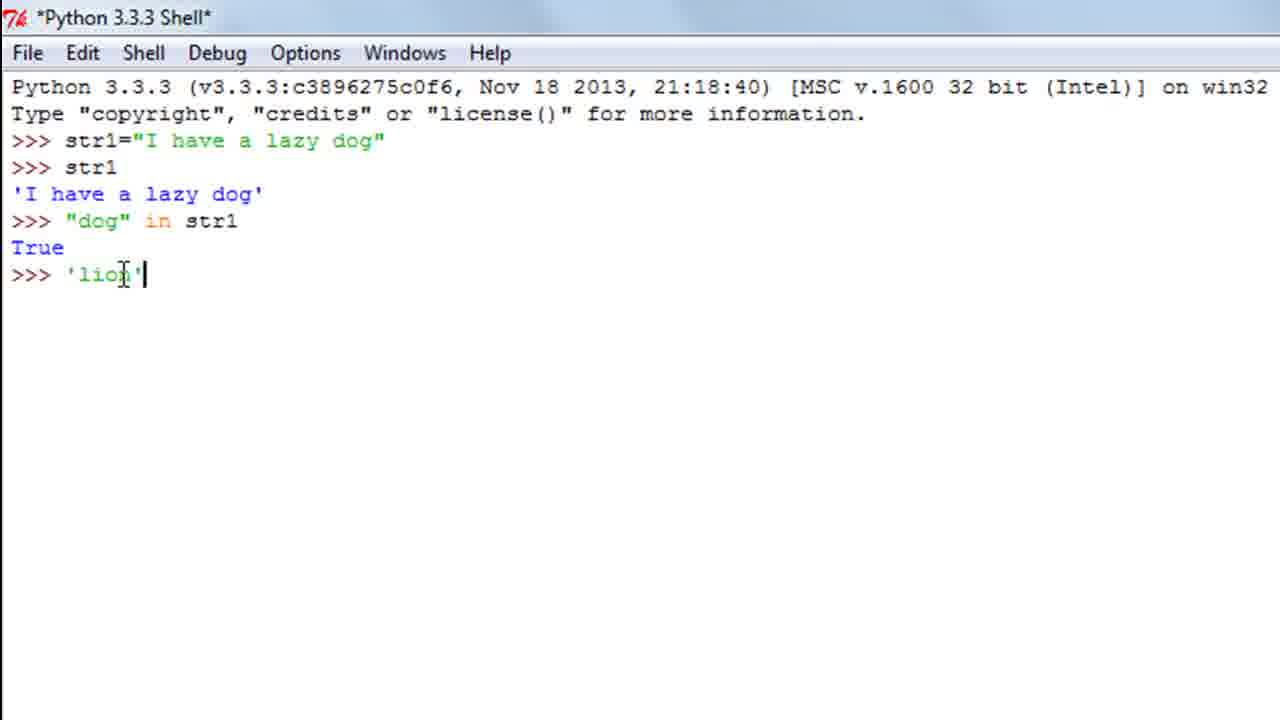 *Python 3.3.3 Shell*
File Edit Shell Debug Options Windows Help
Python 3.3.3 (v3.3.3:c3896275c0f6, Nov 18 2013, 21:18:40) [MSC v.1600 32 bit (Intel)] on win32
Type "copyright", "credits" or "license()" for more information.
>>> str1="I have a lazy dog"
>>> str1
'I have a lazy dog'
>>> "dog" in str1
True
>>> 'lion'